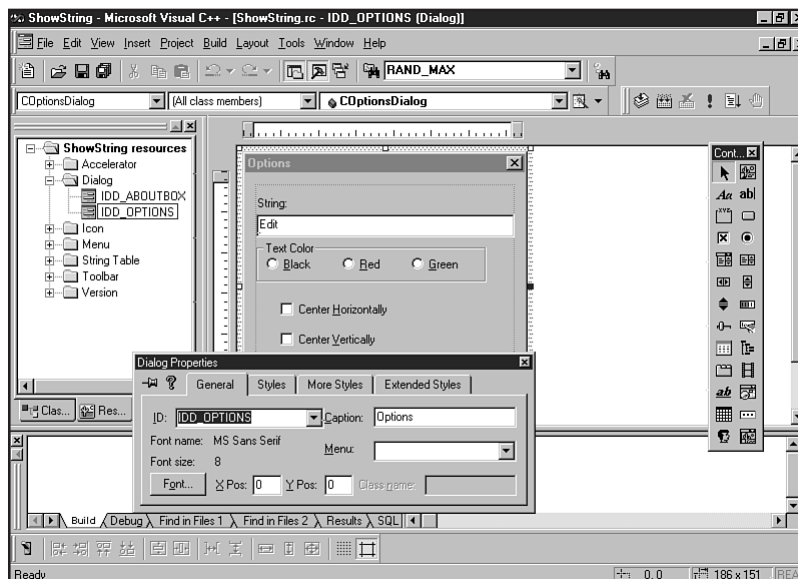 ShowString - Microsoft Visual C++ - [ShowString.rc - IDD_OPTIONS (Dialog)]
File Edit View Insert Project Build Layout Tools Window Help
RAND_MAX
COptionsDialog (All class members) COptionsDialog
ShowString resources
Accelerator
Dialog
IDD_ABOUTBOX
IDD_OPTIONS
Icon
Menu
String Table
Toolbar
Version
Clas... Res...
Options
String:
Edit
Text Color
Black Red Green
Center Horizontally
Center Vertically
Cont...
Aa ab|
xyz
ab
Dialog Properties
General Styles More Styles Extended Styles
ID: IDD_OPTIONS Caption: Options
Font name: MS Sans Serif
Menu:
Font size: 8
Font... X Pos: 0 Y Pos: 0 Class name:
Build Debug Find in Files 1 Find in Files 2 Results SQL
Ready 0, 0 186 x 151 REA